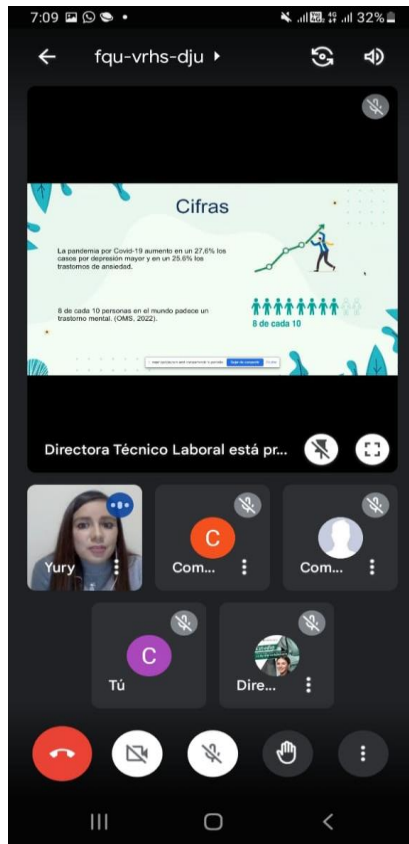 7:09
32%
fqu-vrhs-dju
Cifras
La pandemia por Covid-19 aumento en un 27,6% los
casos por depresión mayor y en un 25.6% los
trastornos de ansiedad.
8 de cada 10 personas en el mundo padece un
trastorno mental. (OMS, 2022).
8 de cada 10
Directora Técnico Laboral está pr...
Yury
C
Com...
Com...
C
Tú
Dire...